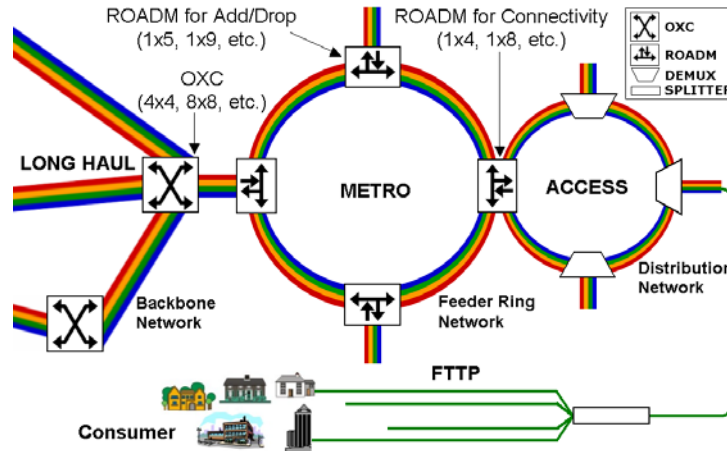 ROADM for Add/Drop
(1x5, 1x9, etc.)
ROADM for Connectivity
(1x4, 1x8, etc.)
OXC
ROADM
DEMUX
SPLITTER
OXC
(4x4, 8x8, etc.)
LONG HAUL
METRO
ACCESS
Backbone
Network
Feeder Ring
Network
Distribution
Network
FTTP
Consumer